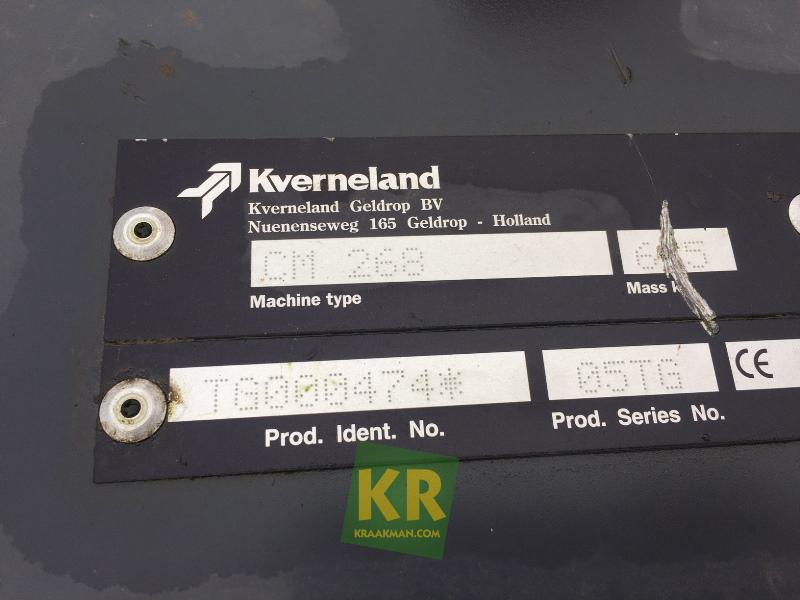 Kverneland
Kverneland Geldrop BV
Nuenenseweg 165 Geldrop - Holland
CM 268
Machine type
Mass
TG0000474*
Prod. Ident. No.
05TG
Prod. Series No.
CE
KR
KRAAKMAN.COM